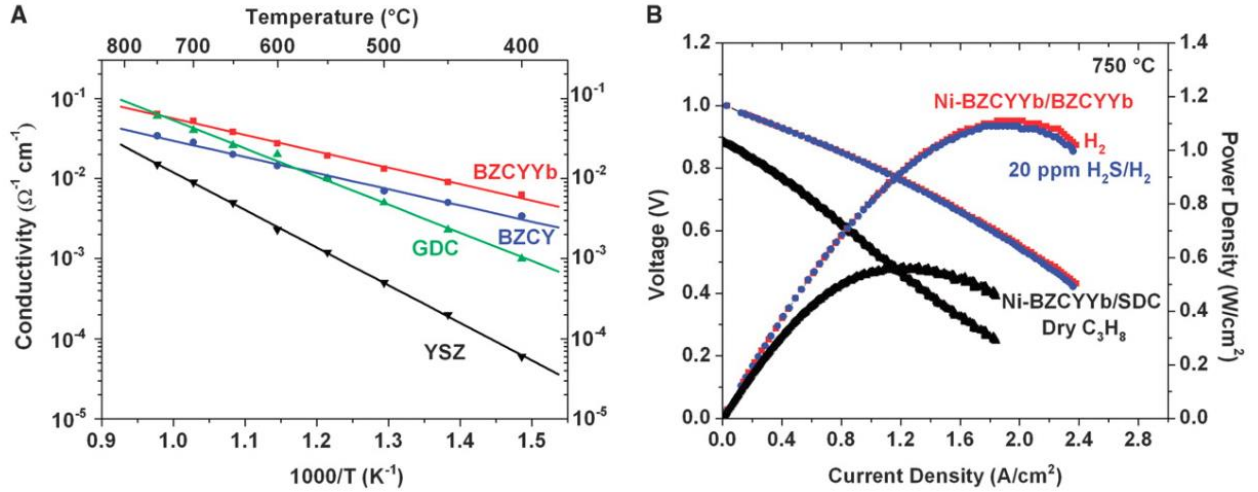 A
Temperature (°C)
800 700 600 500 400
10⁻¹ 10⁻¹
10⁻² 10⁻²
10⁻³ 10⁻³
10⁻⁴ 10⁻⁴
10⁻⁵ 10⁻⁵
Conductivity (Ω⁻¹ cm⁻¹)
BZCYYb
BZCY
GDC
YSZ
0.9 1.0 1.1 1.2 1.3 1.4 1.5
1000/T (K⁻¹)
B
750 °C
1.2
1.0
0.8
0.6
0.4
0.2
0.0
Voltage (V)
Ni-BZCYYb/BZCYYb
H₂
20 ppm H₂S/H₂
Ni-BZCYYb/SDC
Dry C₃H₈
1.4
1.2
1.0
0.8
0.6
0.4
0.2
0.0
Power Density (W/cm²)
0.0 0.4 0.8 1.2 1.6 2.0 2.4 2.8
Current Density (A/cm²)